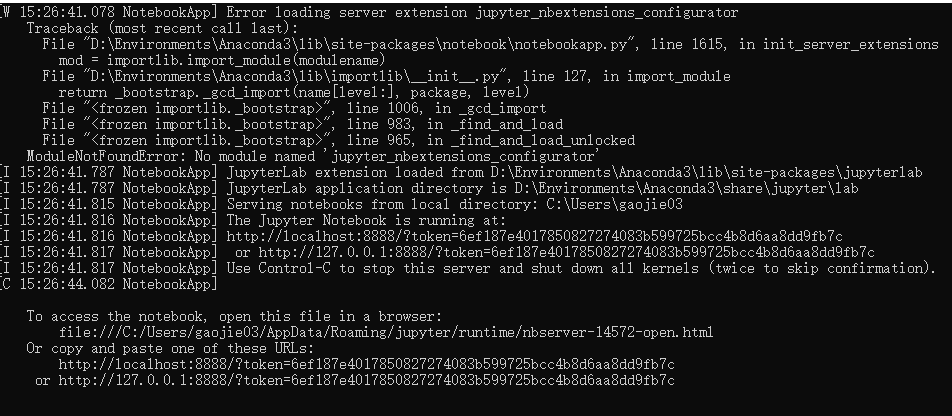 [W 15:26:41.078 NotebookApp] Error loading server extension jupyter_nbextensions_configurator
Traceback (most recent call last):
File "D:\Environments\Anaconda3\lib\site-packages\notebook\notebookapp.py", line 1615, in init_server_extensions
mod = importlib.import_module(modulename)
File "D:\Environments\Anaconda3\lib\importlib\__init__.py", line 127, in import_module
return _bootstrap._gcd_import(name[level:], package, level)
File "<frozen importlib._bootstrap>", line 1006, in _gcd_import
File "<frozen importlib._bootstrap>", line 983, in _find_and_load
File "<frozen importlib._bootstrap>", line 965, in _find_and_load_unlocked
ModuleNotFoundError: No module named 'jupyter_nbextensions_configurator'
[I 15:26:41.787 NotebookApp] JupyterLab extension loaded from D:\Environments\Anaconda3\lib\site-packages\jupyterlab
[I 15:26:41.787 NotebookApp] JupyterLab application directory is D:\Environments\Anaconda3\share\jupyter\lab
[I 15:26:41.815 NotebookApp] Serving notebooks from local directory: C:\Users\gaojie03
[I 15:26:41.816 NotebookApp] The Jupyter Notebook is running at:
[I 15:26:41.816 NotebookApp] http://localhost:8888/?token=6ef187e4017850827274083b599725bcc4b8d6aa8dd9fb7c
[I 15:26:41.817 NotebookApp]  or http://127.0.0.1:8888/?token=6ef187e4017850827274083b599725bcc4b8d6aa8dd9fb7c
[I 15:26:41.817 NotebookApp] Use Control-C to stop this server and shut down all kernels (twice to skip confirmation).
[C 15:26:44.082 NotebookApp]
To access the notebook, open this file in a browser:
file:///C:/Users/gaojie03/AppData/Roaming/jupyter/runtime/nbserver-14572-open.html
Or copy and paste one of these URLs:
http://localhost:8888/?token=6ef187e4017850827274083b599725bcc4b8d6aa8dd9fb7c
or http://127.0.0.1:8888/?token=6ef187e4017850827274083b599725bcc4b8d6aa8dd9fb7c